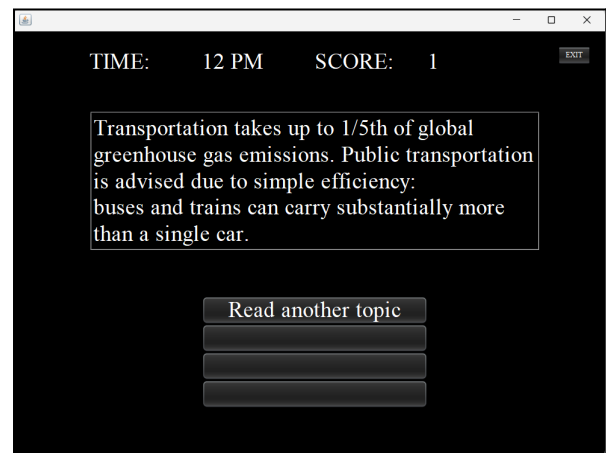 TIME: 12 PM SCORE: 1
EXIT
Transportation takes up to 1/5th of global
greenhouse gas emissions. Public transportation
is advised due to simple efficiency:
buses and trains can carry substantially more
than a single car.
Read another topic